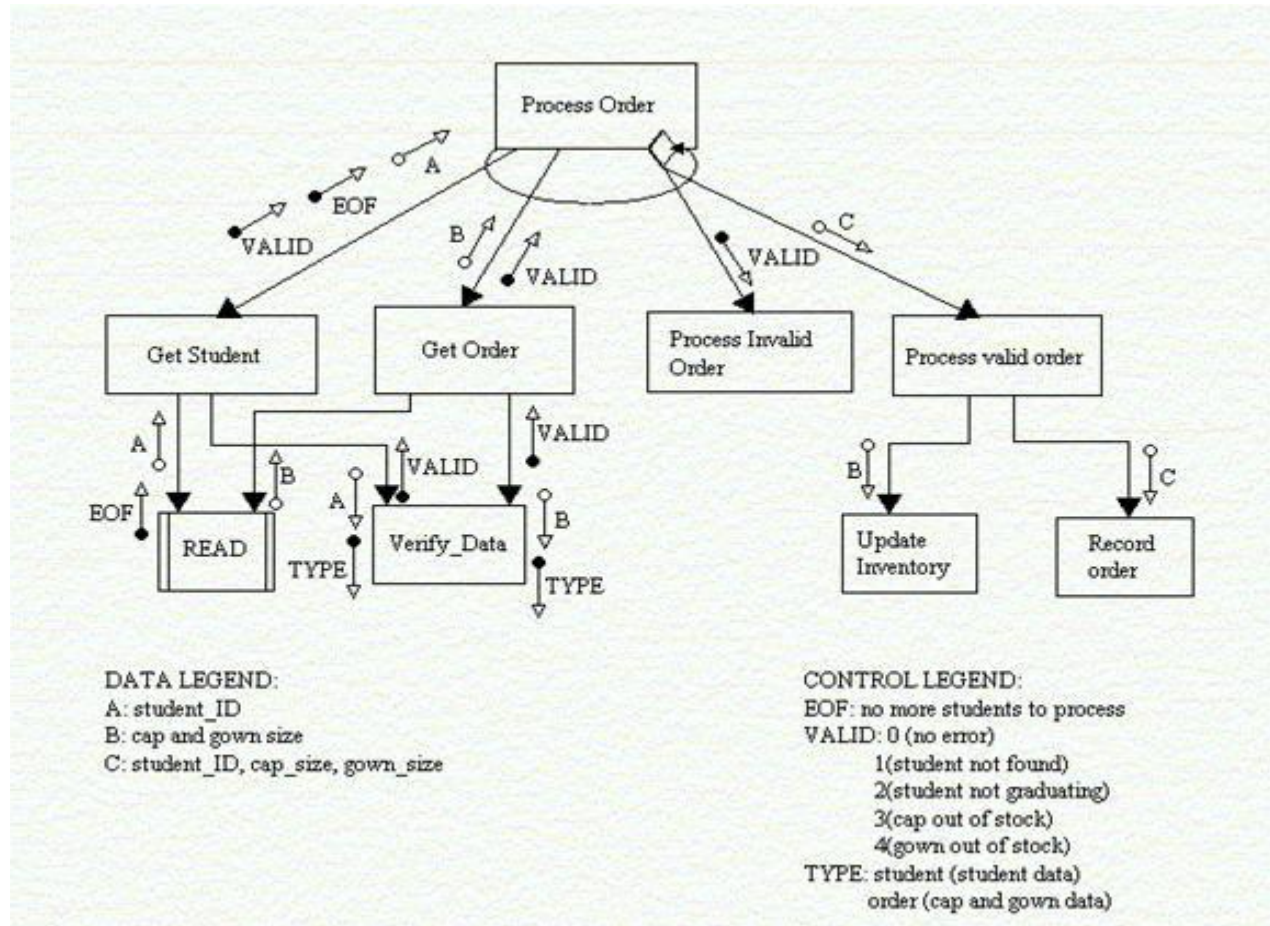 Process Order
A
EOF
VALID
B
VALID
VALID
C
Get Student
Get Order
Process Invalid
Order
Process valid order
A
EOF
B
VALID
A
TYPE
VALID
B
TYPE
B
C
READ
Verify_Data
Update
Inventory
Record
order
DATA LEGEND:
A: student_ID
B: cap and gown size
C: student_ID, cap_size, gown_size
CONTROL LEGEND:
EOF: no more students to process
VALID: 0 (no error)
1(student not found)
2(student not graduating)
3(cap out of stock)
4(gown out of stock)
TYPE: student (student data)
order (cap and gown data)